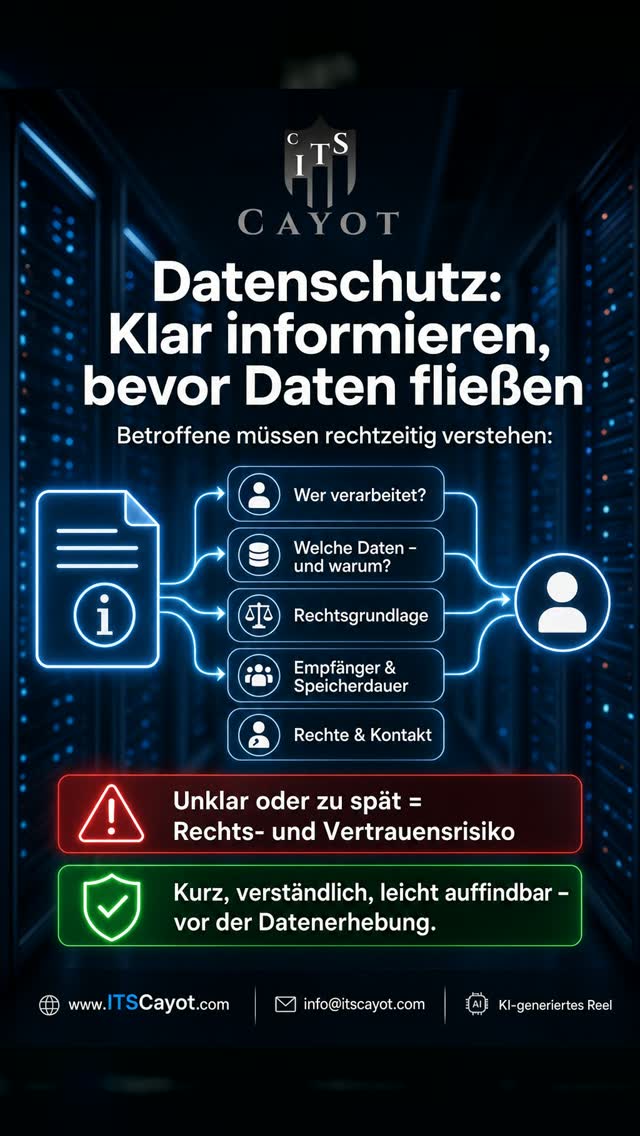 C ITS
CAYOT
Datenschutz:
Klar informieren,
bevor Daten fließen
Betroffene müssen rechtzeitig verstehen:
Wer verarbeitet?
Welche Daten –
und warum?
Rechtsgrundlage
Empfänger &
Speicherdauer
Rechte & Kontakt
i
!
Unklar oder zu spät =
Rechts- und Vertrauensrisiko
Kurz, verständlich, leicht auffindbar –
vor der Datenerhebung.
www.ITSCayot.com
info@itscayot.com
AI
KI-generiertes Reel